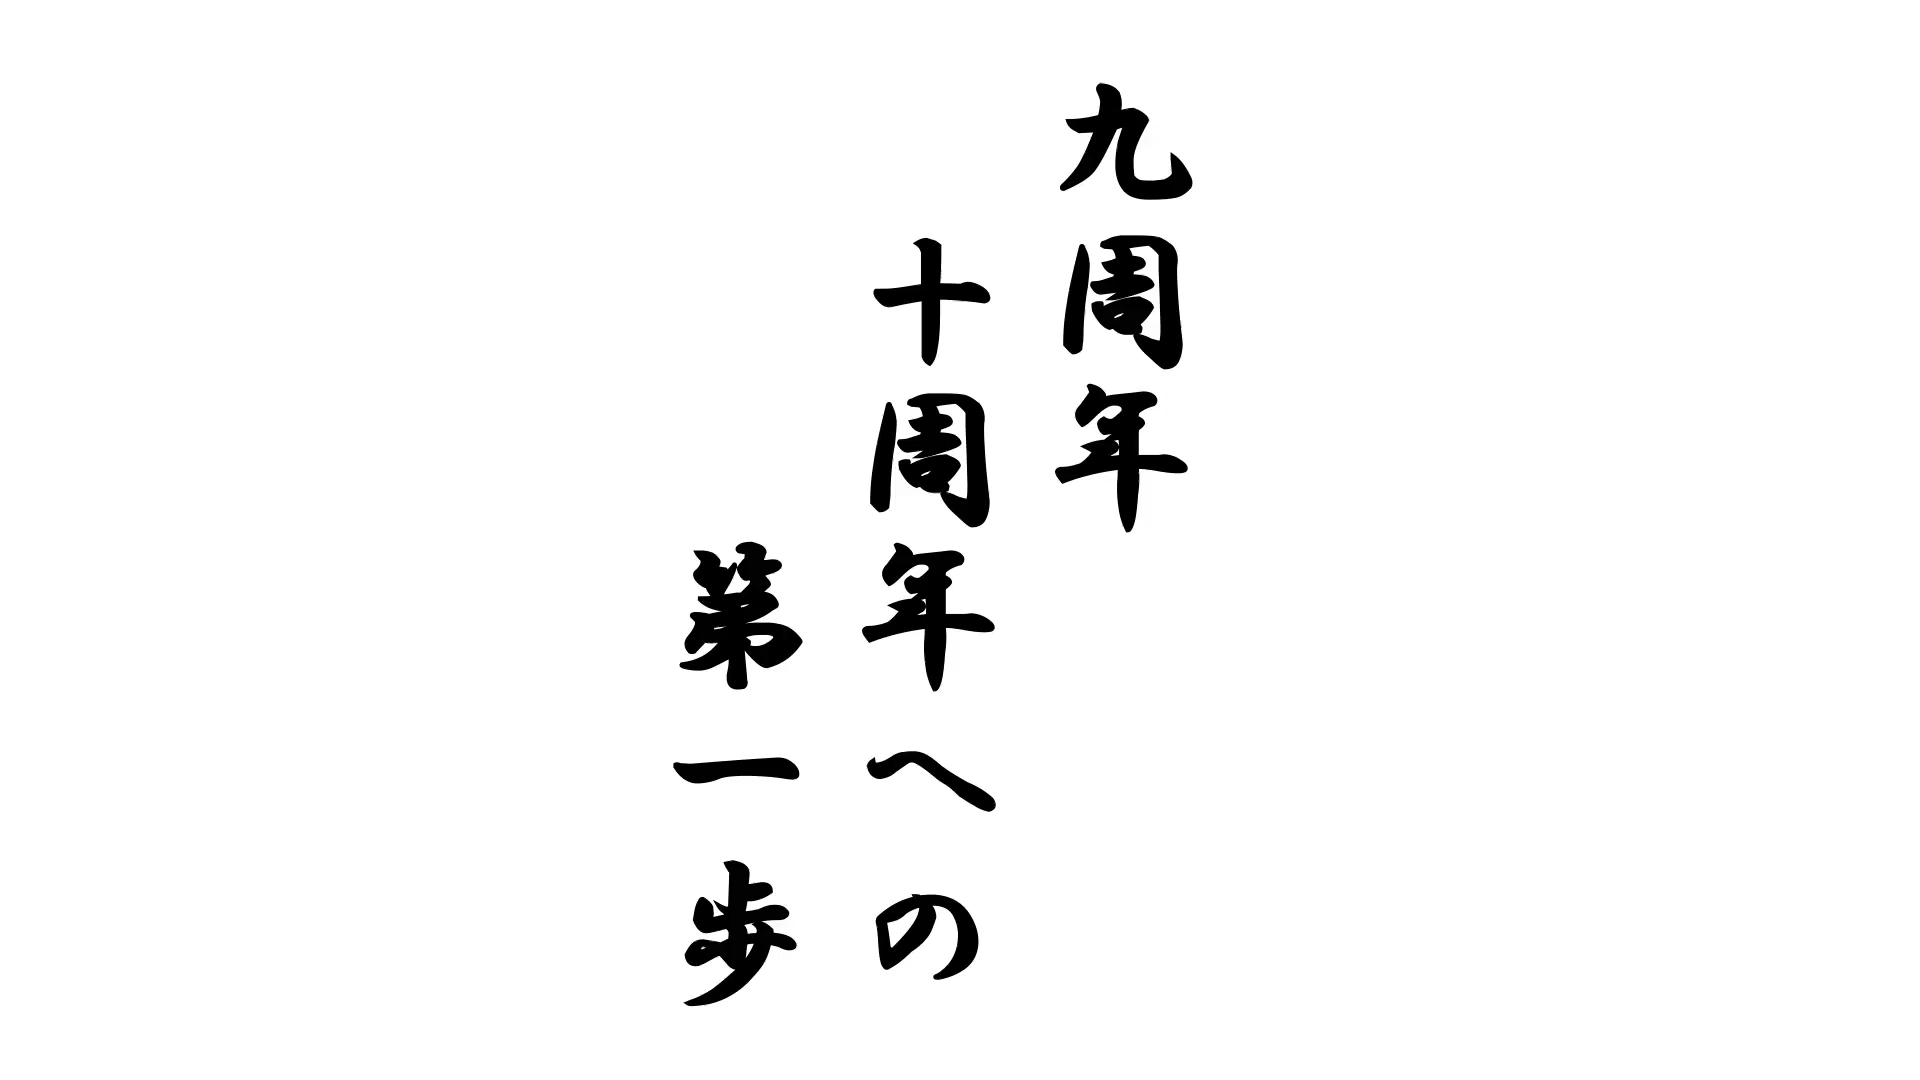 九周年
十周年への
第一歩